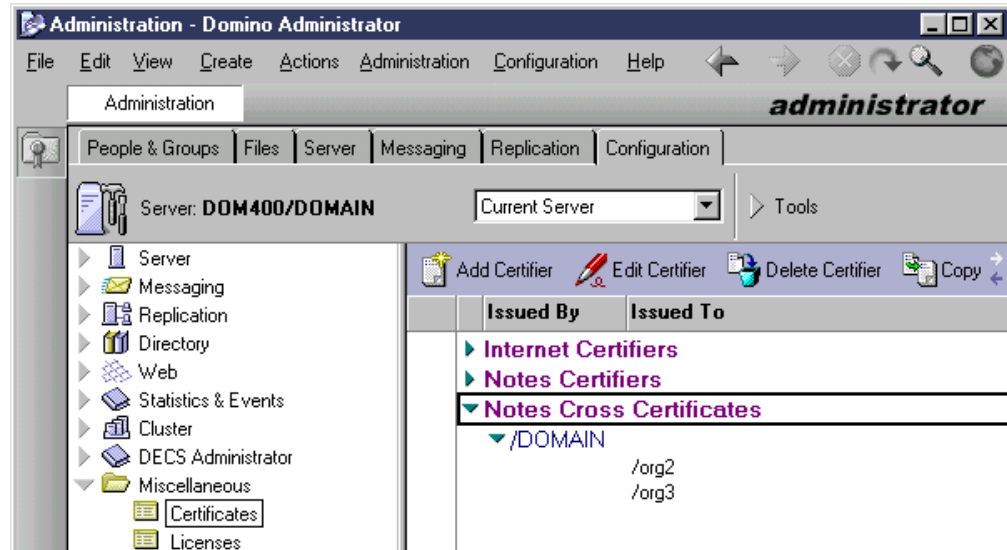 Administration - Domino Administrator
File Edit View Create Actions Administration Configuration Help
Administration
administrator
People & Groups Files Server Messaging Replication Configuration
Server: DOM400/DOMAIN Current Server Tools
Server
Messaging
Replication
Directory
Web
Statistics & Events
Cluster
DECS Administrator
Miscellaneous
Certificates
Licenses
Add Certifier Edit Certifier Delete Certifier Copy
Issued By Issued To
Internet Certifiers
Notes Certifiers
Notes Cross Certificates
/DOMAIN
/org2
/org3